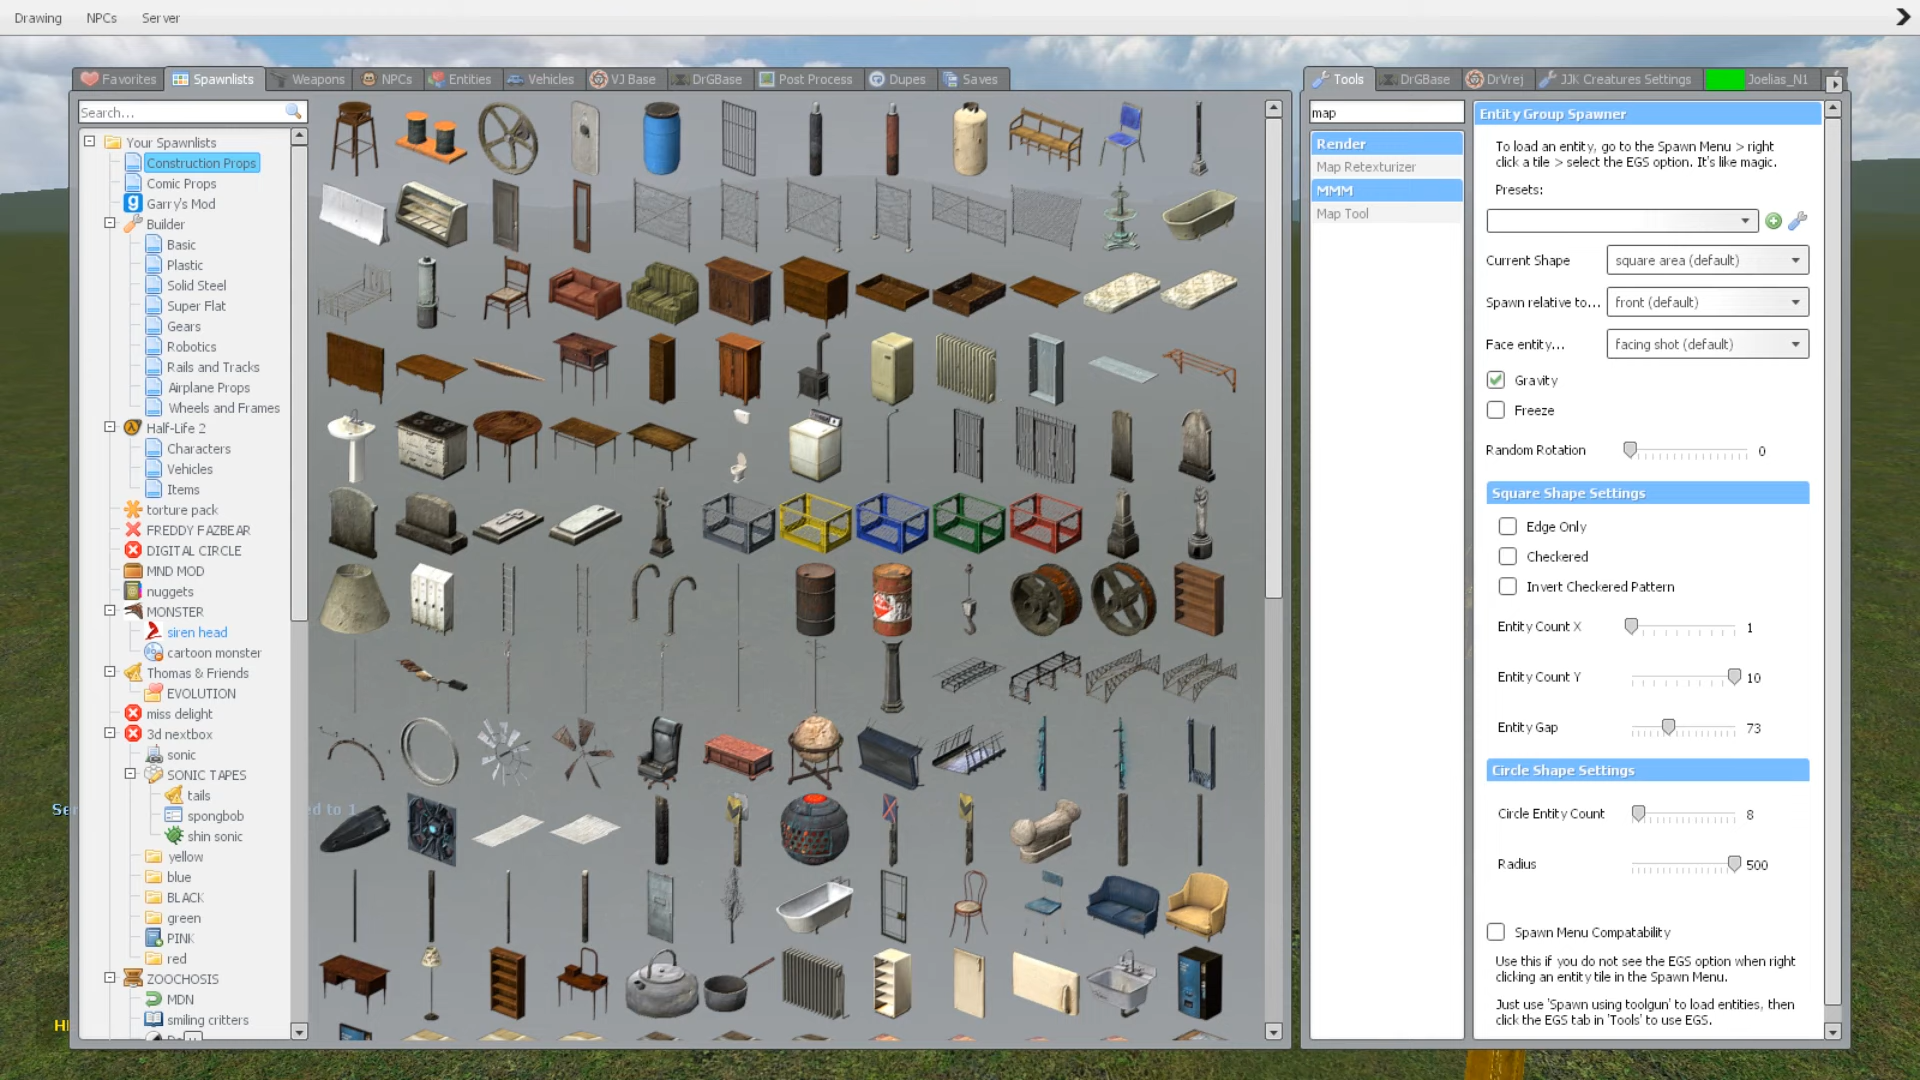 Drawing NPCs Server
Favorites Spawnlists Weapons NPCs Entities Vehicles VJ Base DrGBase Post Process Dupes Saves
Search...
Your Spawnlists
Construction Props
Comic Props
Garry's Mod
Builder
Basic
Plastic
Solid Steel
Super Flat
Gears
Robotics
Rails and Tracks
Airplane Props
Wheels and Frames
Half-Life 2
Characters
Vehicles
Items
torture pack
FREDDY FAZBEAR
DIGITAL CIRCLE
MND MOD
nuggets
MONSTER
siren head
cartoon monster
Thomas & Friends
EVOLUTION
miss delight
3d nextbox
sonic
SONIC TAPES
tails
spongbob
shin sonic
yellow
blue
BLACK
green
PINK
red
ZOOCHOSIS
MDN
smiling critters
Ser
ed to 1
Tools DrGBase DrVrej JJK Creatures Settings Joelias_N1
map
Render
Map Retexturizer
MMM
Map Tool
Entity Group Spawner
To load an entity, go to the Spawn Menu > right
click a tile > select the EGS option. It's like magic.
Presets:
Current Shape square area (default)
Spawn relative to... front (default)
Face entity... facing shot (default)
Gravity
Freeze
Random Rotation 0
Square Shape Settings
Edge Only
Checkered
Invert Checkered Pattern
Entity Count X 1
Entity Count Y 10
Entity Gap 73
Circle Shape Settings
Circle Entity Count 8
Radius 500
Spawn Menu Compatability
Use this if you do not see the EGS option when right
clicking an entity tile in the Spawn Menu.
Just use 'Spawn using toolgun' to load entities, then
click the EGS tab in 'Tools' to use EGS.